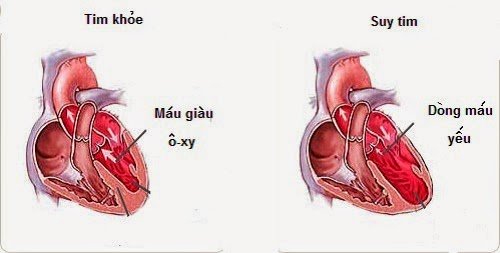 Tim khỏe
Suy tim
Máu giàu
ô-xy
Dòng máu
yếu